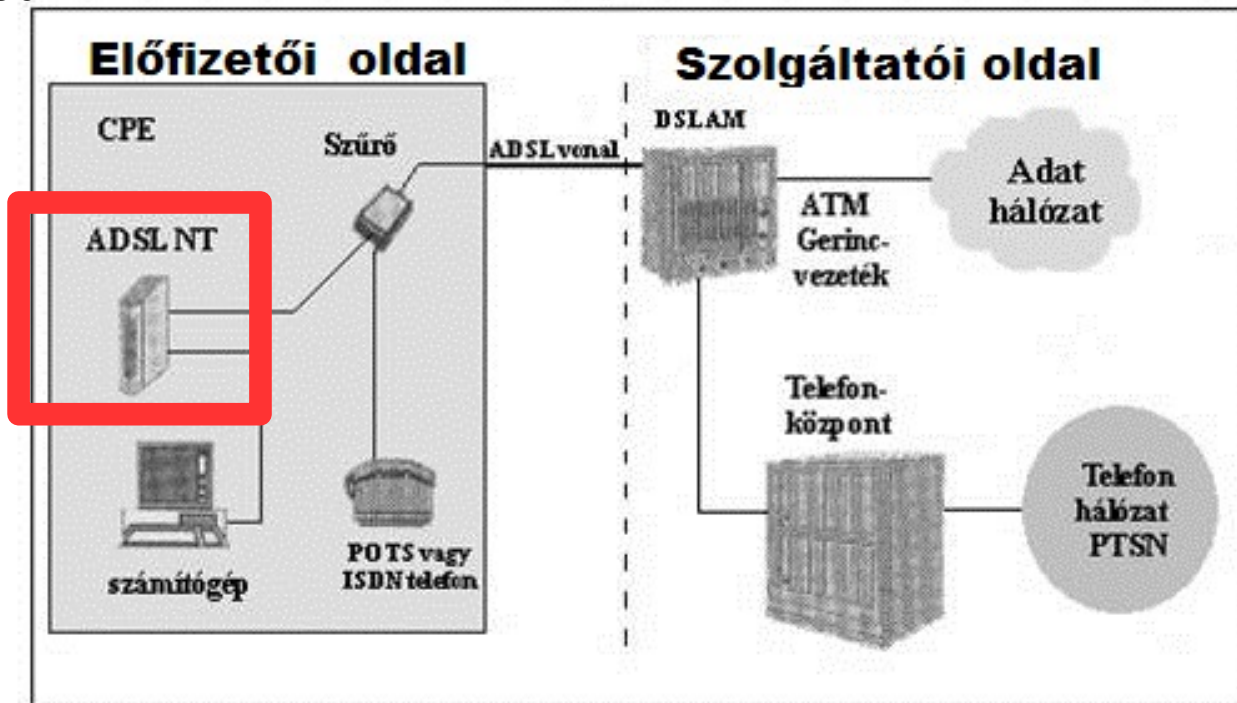 Előfizetői oldal
Szolgáltatói oldal
CPE
Szűrő
ADSL vonal
DSLAM
Adat
hálózat
ATM
Gerinc-
vezeték
ADSL NT
Telefon-
központ
Telefon
hálózat
PTSN
számítógép
POTS vagy
ISDN telefon